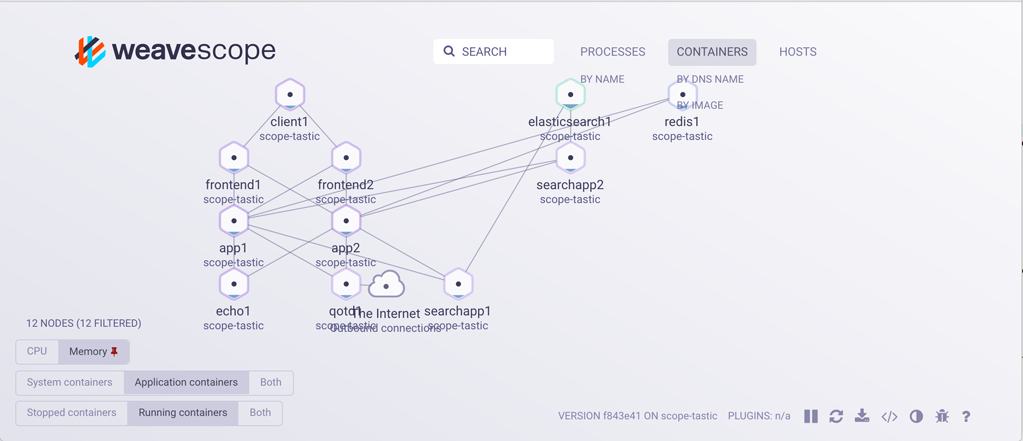 weavescope
SEARCH
PROCESSES
CONTAINERS
HOSTS
BY NAME
BY DNS NAME
BY IMAGE
client1
scope-tastic
elasticsearch1
scope-tastic
redis1
scope-tastic
frontend1
scope-tastic
frontend2
scope-tastic
searchapp2
scope-tastic
app1
scope-tastic
app2
scope-tastic
echo1
scope-tastic
qotd1
scope-tastic
The Internet
Outbound connections
searchapp1
scope-tastic
12 NODES (12 FILTERED)
CPU
Memory
System containers
Application containers
Both
Stopped containers
Running containers
Both
VERSION f843e41 ON scope-tastic
PLUGINS: n/a